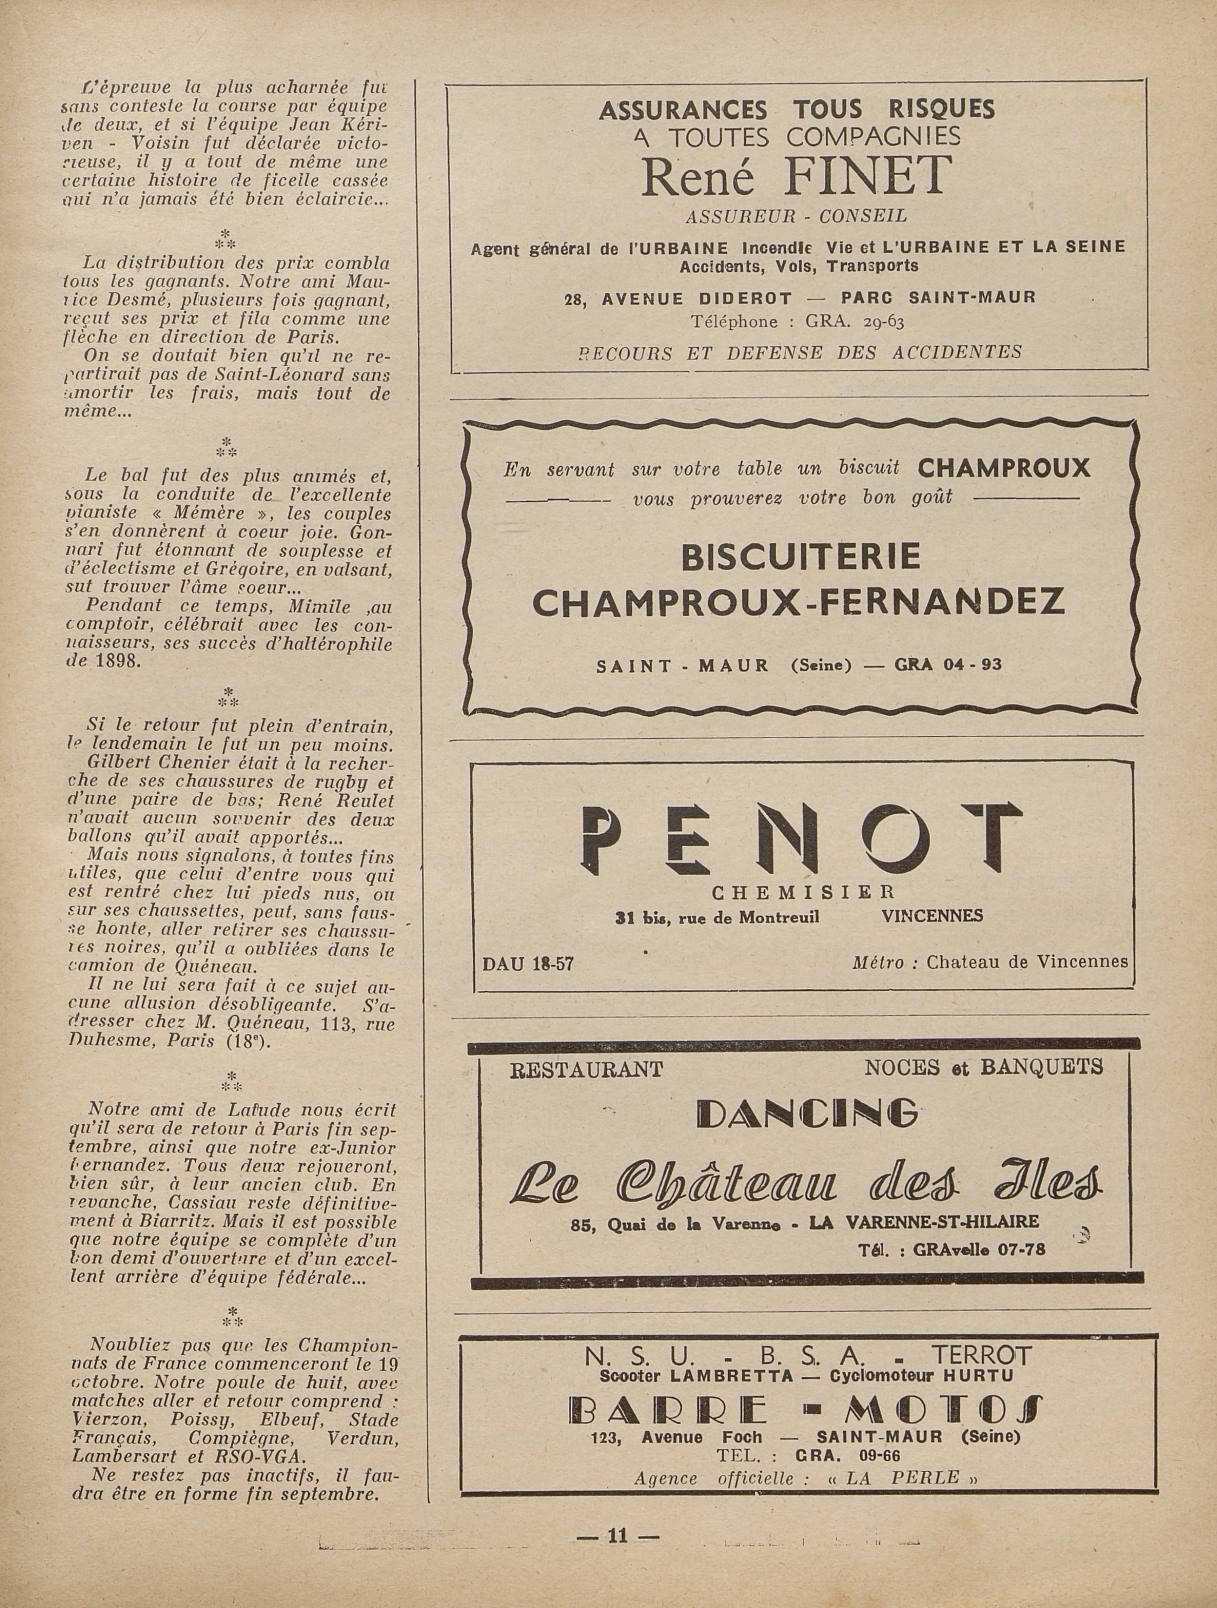 L'épreuve la plus acharnée fut
sans conteste la course par équipe
de deux, et si l'équipe Jean Kéri-
ven - Voisin fut déclarée victo-
rieuse, il y a tout de même une
certaine histoire de ficelle cassée
qui n'a jamais été bien éclaircie...
*
**
La distribution des prix combla
tous les gagnants. Notre ami Mau-
rice Desmé, plusieurs fois gagnant,
reçut ses prix et fila comme une
flèche en direction de Paris.
On se doutait bien qu'il ne re-
partirait pas de Saint-Léonard sans
amortir les frais, mais tout de
même...
*
**
Le bal fut des plus animés et,
sous la conduite de l'excellente
pianiste « Mémère », les couples
s'en donnèrent à coeur joie. Gon-
nari fut étonnant de souplesse et
d'éclectisme et Grégoire, en valsant,
sut trouver l'âme soeur...
Pendant ce temps, Mimile ,au
comptoir, célébrait avec les con-
naisseurs, ses succès d'haltérophile
de 1898.
*
**
Si le retour fut plein d'entrain,
le lendemain le fut un peu moins.
Gilbert Chenier était à la recher-
che de ses chaussures de rugby et
d'une paire de bas; René Reulet
n'avait aucun souvenir des deux
ballons qu'il avait apportés...
Mais nous signalons, à toutes fins
utiles, que celui d'entre vous qui
est rentré chez lui pieds nus, ou
sur ses chaussettes, peut, sans faus-
se honte, aller retirer ses chaussu-
res noires, qu'il a oubliées dans le
camion de Quéneau.
Il ne lui sera fait à ce sujet au-
cune allusion désobligeante. S'a-
dresser chez M. Quéneau, 113, rue
Duhesme, Paris (18e).
*
**
Notre ami de Latude nous écrit
qu'il sera de retour à Paris fin sep-
tembre, ainsi que notre ex-Junior
Fernandez. Tous deux rejoueront,
bien sûr, à leur ancien club. En
revanche, Cassiau reste définitive-
ment à Biarritz. Mais il est possible
que notre équipe se complète d'un
bon demi d'ouverture et d'un excel-
lent arrière d'équipe fédérale...
*
**
Noubliez pas que les Champion-
nats de France commenceront le 19
octobre. Notre poule de huit, avec
matches aller et retour comprend :
Vierzon, Poissy, Elbeuf, Stade
Français, Compiègne, Verdun,
Lambersart et RSO-VGA.
Ne restez pas inactifs, il fau-
dra être en forme fin septembre.
ASSURANCES TOUS RISQUES
A TOUTES COMPAGNIES
René FINET
ASSUREUR - CONSEIL
Agent général de l'URBAINE Incendie Vie et L'URBAINE ET LA SEINE
Accidents, Vols, Transports
28, AVENUE DIDEROT — PARC SAINT-MAUR
Téléphone : GRA. 29-63
RECOURS ET DEFENSE DES ACCIDENTES
En servant sur votre table un biscuit CHAMPROUX
vous prouverez votre bon goût
BISCUITERIE
CHAMPROUX-FERNANDEZ
SAINT - MAUR (Seine) — GRA 04 - 93
PENOT
CHEMISIER
31 bis, rue de Montreuil VINCENNES
DAU 18-57 Métro : Chateau de Vincennes
RESTAURANT NOCES et BANQUETS
DANCING
Le Château des Iles
85, Quai de la Varenne - LA VARENNE-ST-HILAIRE
Tél. : GRAvelle 07-78
N. S. U. - B. S. A. - TERROT
Scooter LAMBRETTA — Cyclomoteur HURTU
BARRE - MOTOS
123, Avenue Foch — SAINT-MAUR (Seine)
TEL. : GRA. 09-66
Agence officielle : « LA PERLE »
— 11 —